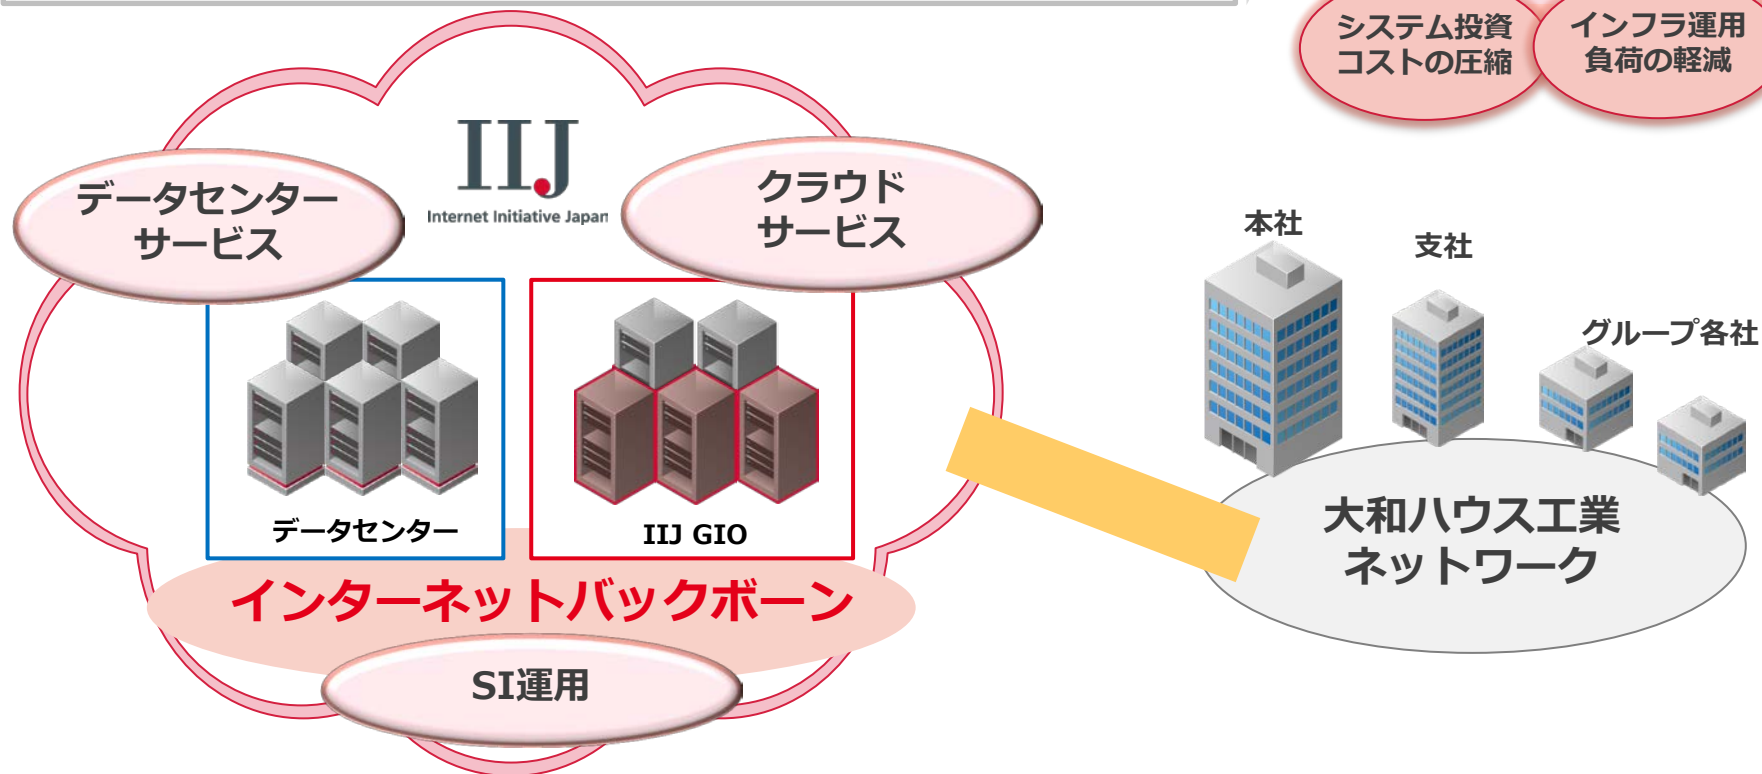 システム投資
コストの圧縮
インフラ運用
負荷の軽減
IIJ
Internet Initiative Japan
データセンター
サービス
クラウド
サービス
データセンター
IIJ GIO
インターネットバックボーン
SI運用
本社
支社
グループ各社
大和ハウス工業
ネットワーク